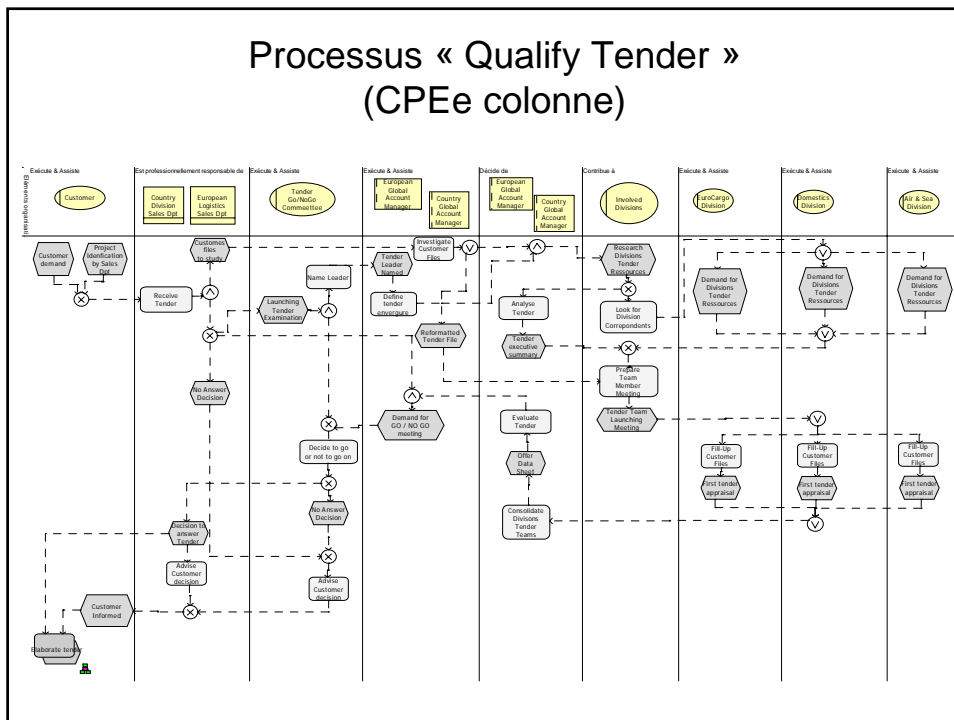 Processus « Qualify Tender »
(CPEe colonne)
Eléments organisati
Exécute & Assiste
Est professionnellement responsable de
Exécute & Assiste
Exécute & Assiste
Décide de
Contribue à
Exécute & Assiste
Exécute & Assiste
Exécute & Assiste
Customer
Country
Division
Sales Dpt
European
Logistics
Sales Dpt
Tender
Go/NoGo
Commeettee
European
Global
Account
Manager
Country
Global
Account
Manager
European
Global
Account
Manager
Country
Global
Account
Manager
Involved
Divisions
EuroCargo
Division
Domestics
Division
Air & Sea
Division
Customer
demand
Project
Idenfication
by Sales
Dpt
Receive
Tender
Customes
files
to study
Name Leader
Launching
Tender
Examination
Tender
Leader
Named
Define
tender
envergure
Investigate
Customer
Files
Reformatted
Tender File
Analyse
Tender
Tender
executive
summary
Research
Divisions
Tender
Ressources
Look for
Division
Correpondents
Demand for
Divisions
Tender
Ressources
Demand for
Divisions
Tender
Ressources
Demand for
Divisions
Tender
Ressources
Prepare
Team
Member
Meeting
Tender Team
Launching
Meeting
No Answer
Decision
Demand for
GO / NO GO
meeting
Evaluate
Tender
Decide to go
or not to go on
Offer
Data
Sheet
Fill-Up
Customer
Files
Fill-Up
Customer
Files
Fill-Up
Customer
Files
First tender
appraisal
First tender
appraisal
First tender
appraisal
No Answer
Decision
Consolidate
Divisons
Tender
Teams
Decision to
answer
Tender
Advise
Customer
decision
Advise
Customer
decision
Customer
Informed
Elaborate tender